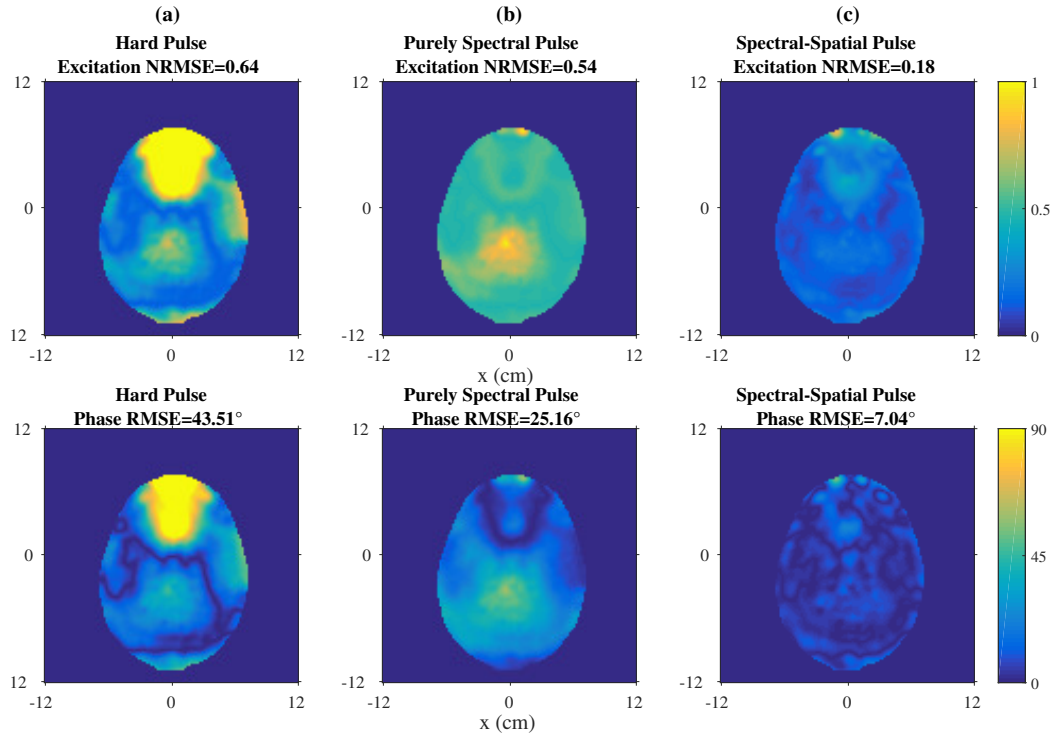 (a) (b) (c)
Hard Pulse Purely Spectral Pulse Spectral-Spatial Pulse
Excitation NRMSE=0.64 Excitation NRMSE=0.54 Excitation NRMSE=0.18
12 12 12 1
0 0 0 0.5
12 12 12 0
-12 0 12 -12 0 12 -12 0 12
x (cm)
Hard Pulse Purely Spectral Pulse Spectral-Spatial Pulse
Phase RMSE=43.51° Phase RMSE=25.16° Phase RMSE=7.04°
12 12 12 90
0 0 0 45
12 12 12 0
-12 0 12 -12 0 12 -12 0 12
x (cm)